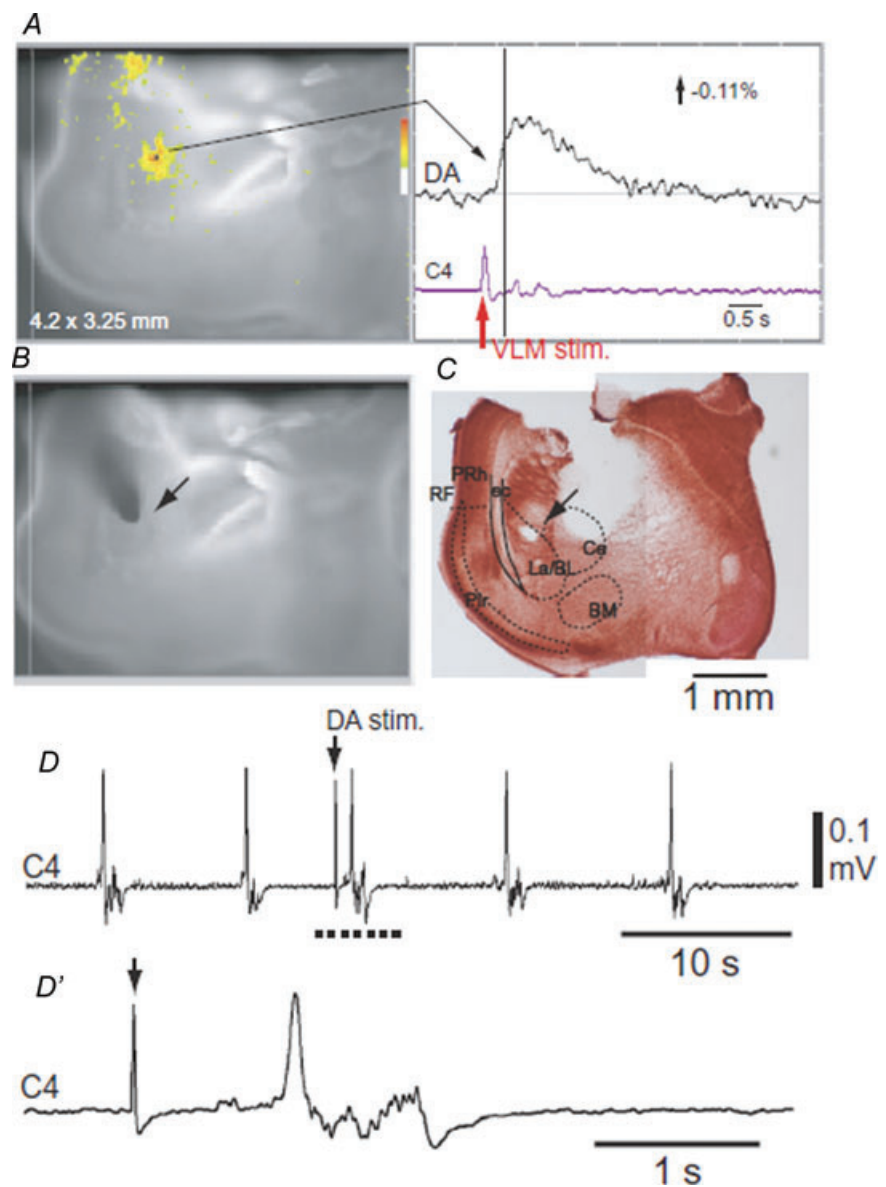 A
-0.11%
DA
C4
0.5 s
4.2 x 3.25 mm
VLM stim.
B
C
PRh
ec
RF
Ce
La/BL
Pir
BM
1 mm
DA stim.
D
C4
0.1
mV
10 s
D'
C4
1 s